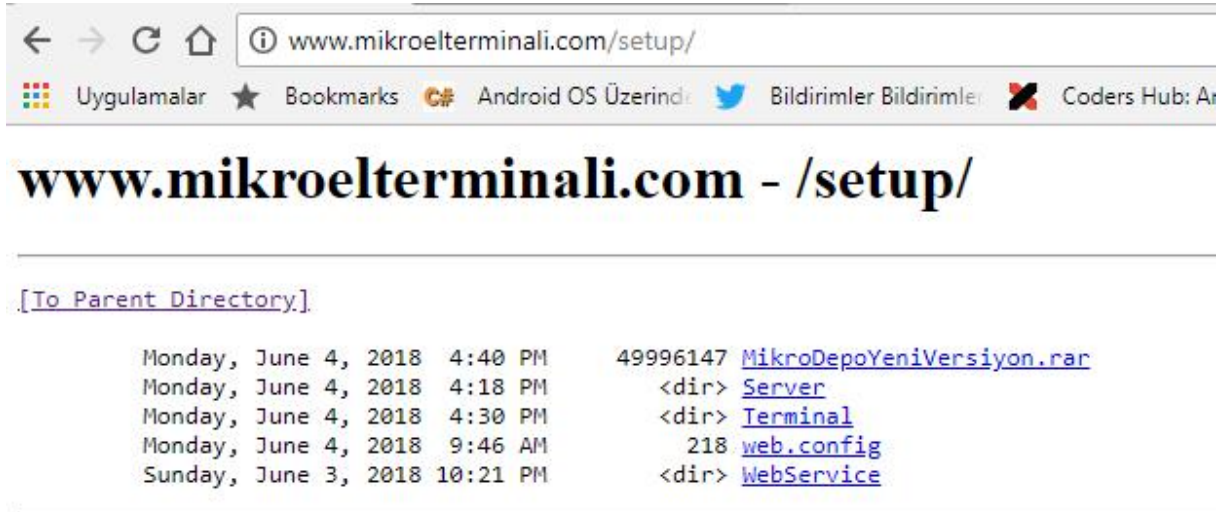 www.mikroelterminali.com/setup/
Uygulamalar Bookmarks C# Android OS Üzerind Bildirimler Bildirimle Coders Hub: Ar
www.mikroelterminali.com - /setup/
[To Parent Directory]
Monday, June 4, 2018 4:40 PM 49996147 MikroDepoYeniVersiyon.rar
Monday, June 4, 2018 4:18 PM <dir> Server
Monday, June 4, 2018 4:30 PM <dir> Terminal
Monday, June 4, 2018 9:46 AM 218 web.config
Sunday, June 3, 2018 10:21 PM <dir> WebService